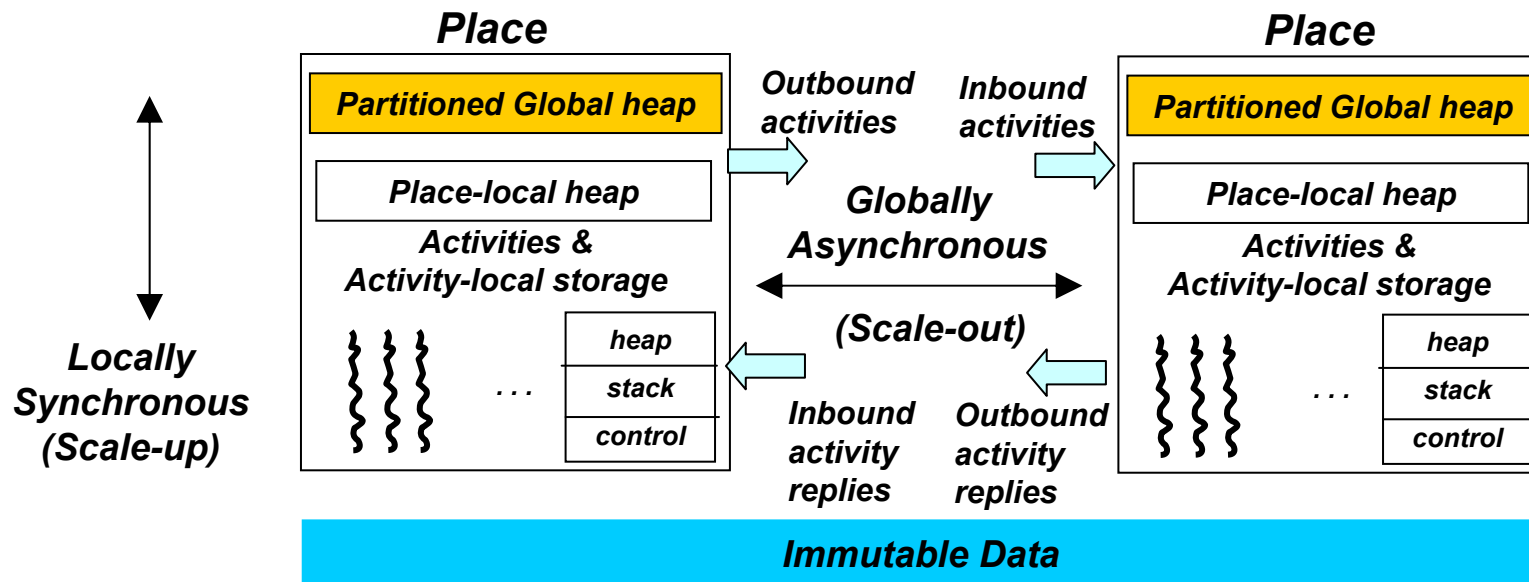 Place
Partitioned Global heap
Place-local heap
Activities &
Activity-local storage
. . .
heap
stack
control
Locally
Synchronous
(Scale-up)
Outbound
activities
Inbound
activities
Globally
Asynchronous
(Scale-out)
Inbound
activity
replies
Outbound
activity
replies
Place
Partitioned Global heap
Place-local heap
Activities &
Activity-local storage
. . .
heap
stack
control
Immutable Data